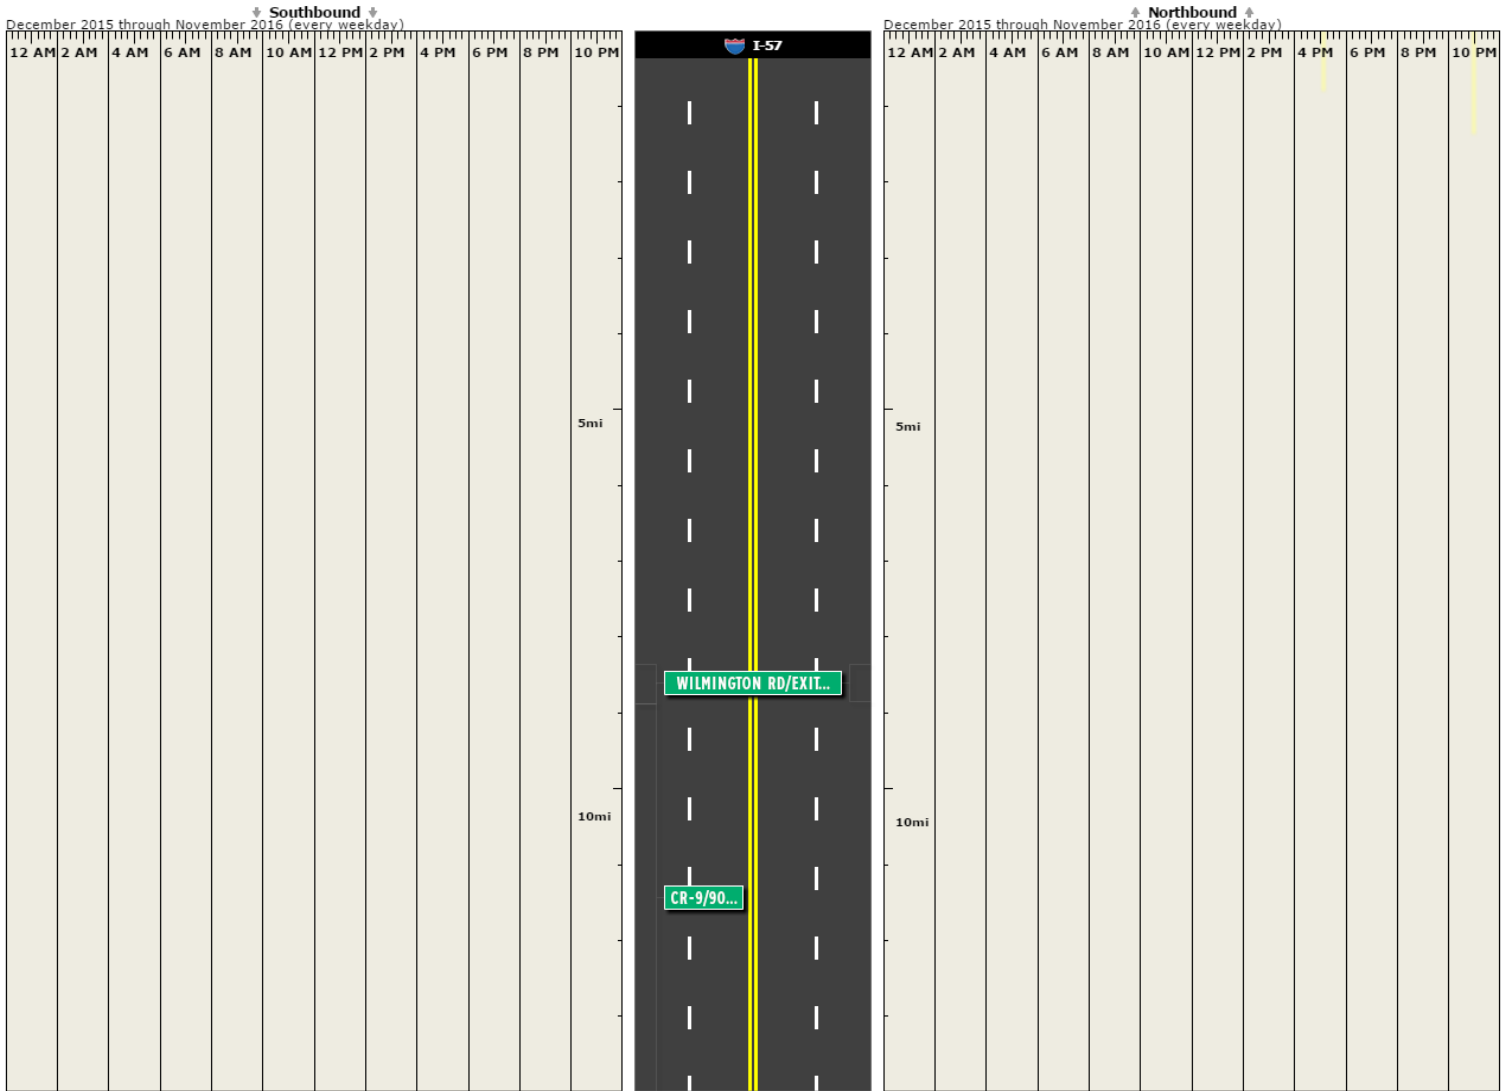 Southbound
December 2015 through November 2016 (every weekday)
12 AM 2 AM 4 AM 6 AM 8 AM 10 AM 12 PM 2 PM 4 PM 6 PM 8 PM 10 PM
I-57
Northbound
December 2015 through November 2016 (every weekday)
12 AM 2 AM 4 AM 6 AM 8 AM 10 AM 12 PM 2 PM 4 PM 6 PM 8 PM 10 PM
5mi
5mi
WILMINGTON RD/EXIT...
10mi
10mi
CR-9/90...